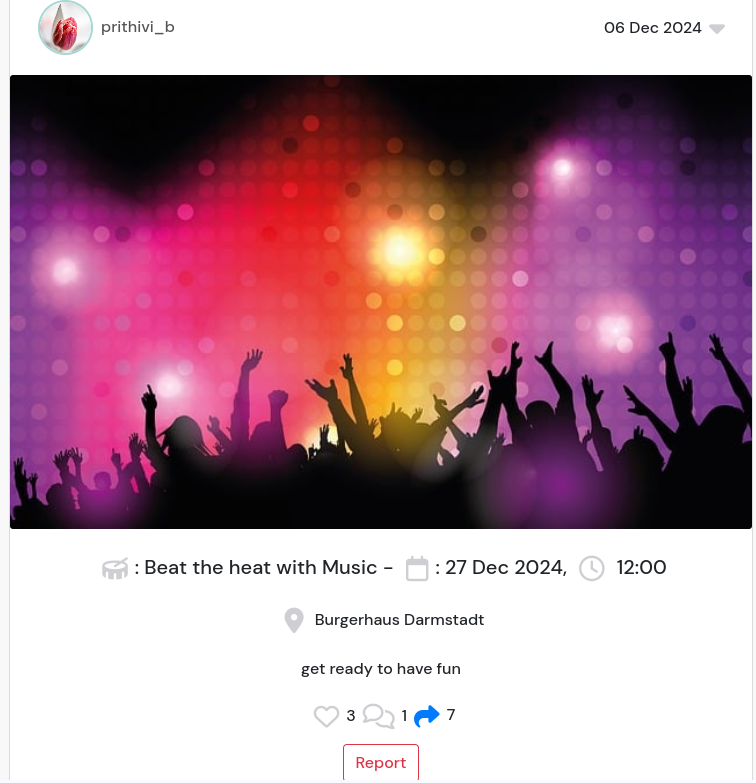 prithivi_b 06 Dec 2024
: Beat the heat with Music - : 27 Dec 2024, 12:00
Burgerhaus Darmstadt
get ready to have fun
3 1 7
Report